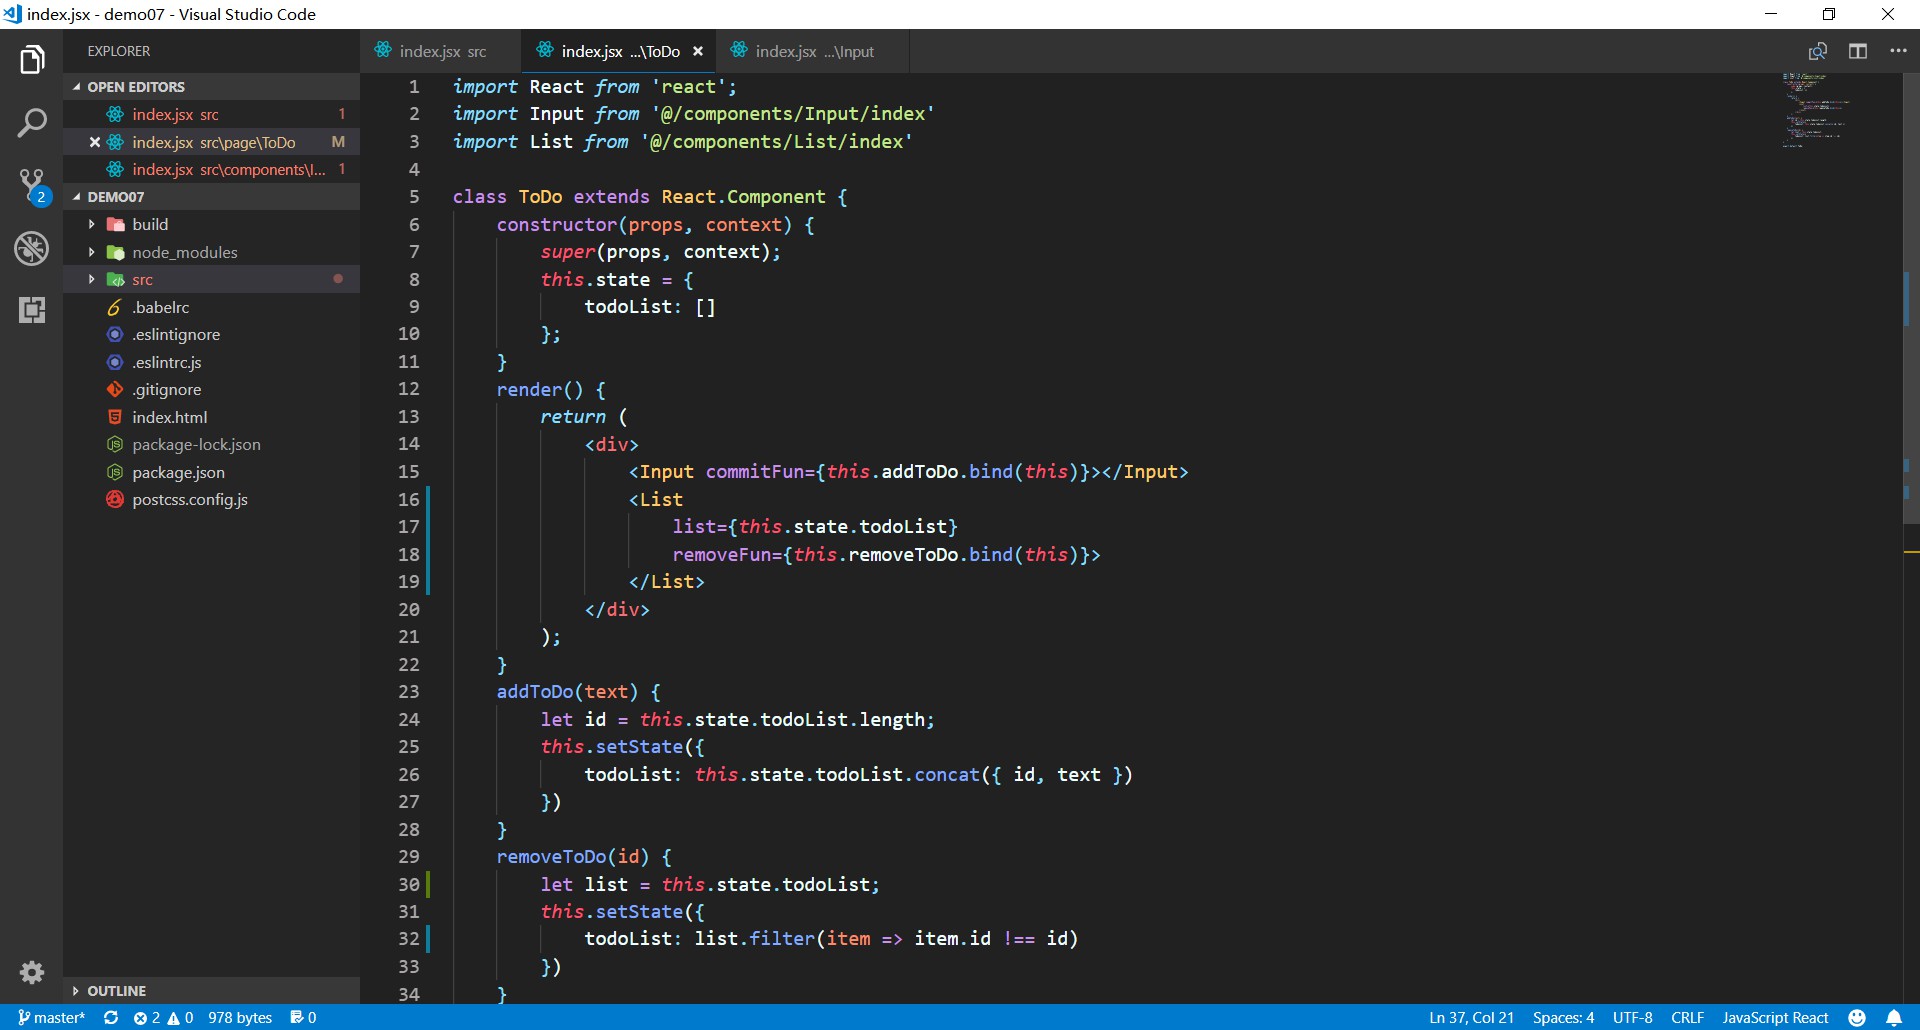 index.jsx - demo07 - Visual Studio Code
EXPLORER
OPEN EDITORS
index.jsx src 1
index.jsx src\page\ToDo M
index.jsx src\components\I... 1
2
DEMO07
build
node_modules
src
.babelrc
.eslintignore
.eslintrc.js
.gitignore
index.html
package-lock.json
package.json
postcss.config.js
OUTLINE
index.jsx src
index.jsx ...\ToDo
index.jsx ...\Input
1 import React from 'react';
2 import Input from '@/components/Input/index'
3 import List from '@/components/List/index'
4
5 class ToDo extends React.Component {
6     constructor(props, context) {
7         super(props, context);
8         this.state = {
9             todoList: []
10         };
11     }
12     render() {
13         return (
14             <div>
15                 <Input commitFun={this.addToDo.bind(this)}></Input>
16                 <List
17                     list={this.state.todoList}
18                     removeFun={this.removeToDo.bind(this)}>
19                 </List>
20             </div>
21         );
22     }
23     addToDo(text) {
24         let id = this.state.todoList.length;
25         this.setState({
26             todoList: this.state.todoList.concat({ id, text })
27         })
28     }
29     removeToDo(id) {
30         let list = this.state.todoList;
31         this.setState({
32             todoList: list.filter(item => item.id !== id)
33         })
34     }
master* 2 0 978 bytes 0
Ln 37, Col 21 Spaces: 4 UTF-8 CRLF JavaScript React